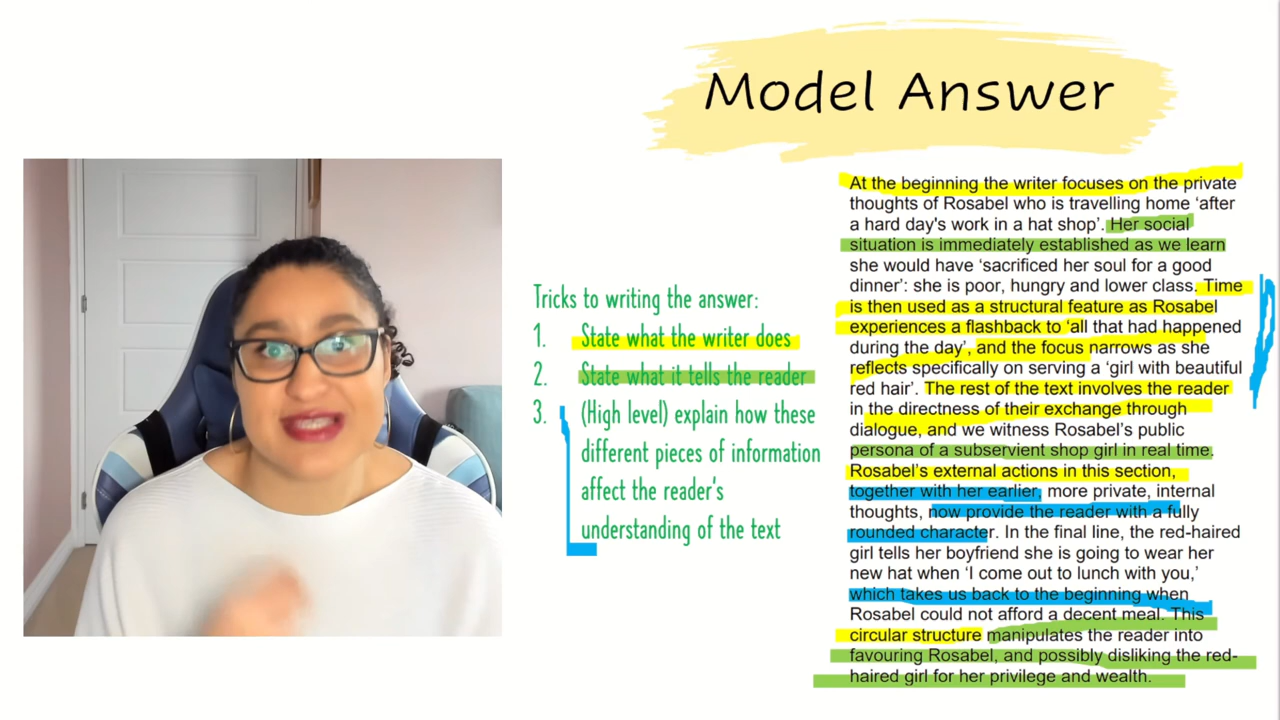 Model Answer
Tricks to writing the answer:
1. State what the writer does
2. State what it tells the reader
3. (High level) explain how these
different pieces of information
affect the reader's
understanding of the text
At the beginning the writer focuses on the private
thoughts of Rosabel who is travelling home ‘after
a hard day's work in a hat shop’. Her social
situation is immediately established as we learn
she would have ‘sacrificed her soul for a good
dinner’: she is poor, hungry and lower class. Time
is then used as a structural feature as Rosabel
experiences a flashback to ‘all that had happened
during the day’, and the focus narrows as she
reflects specifically on serving a ‘girl with beautiful
red hair’. The rest of the text involves the reader
in the directness of their exchange through
dialogue, and we witness Rosabel’s public
persona of a subservient shop girl in real time.
Rosabel’s external actions in this section,
together with her earlier, more private, internal
thoughts, now provide the reader with a fully
rounded character. In the final line, the red-haired
girl tells her boyfriend she is going to wear her
new hat when ‘I come out to lunch with you,’
which takes us back to the beginning when
Rosabel could not afford a decent meal. This
circular structure manipulates the reader into
favouring Rosabel, and possibly disliking the red-
haired girl for her privilege and wealth.